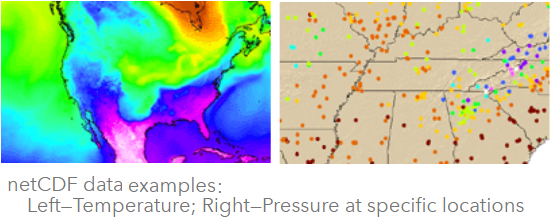 netCDF data examples:
Left–Temperature; Right–Pressure at specific locations